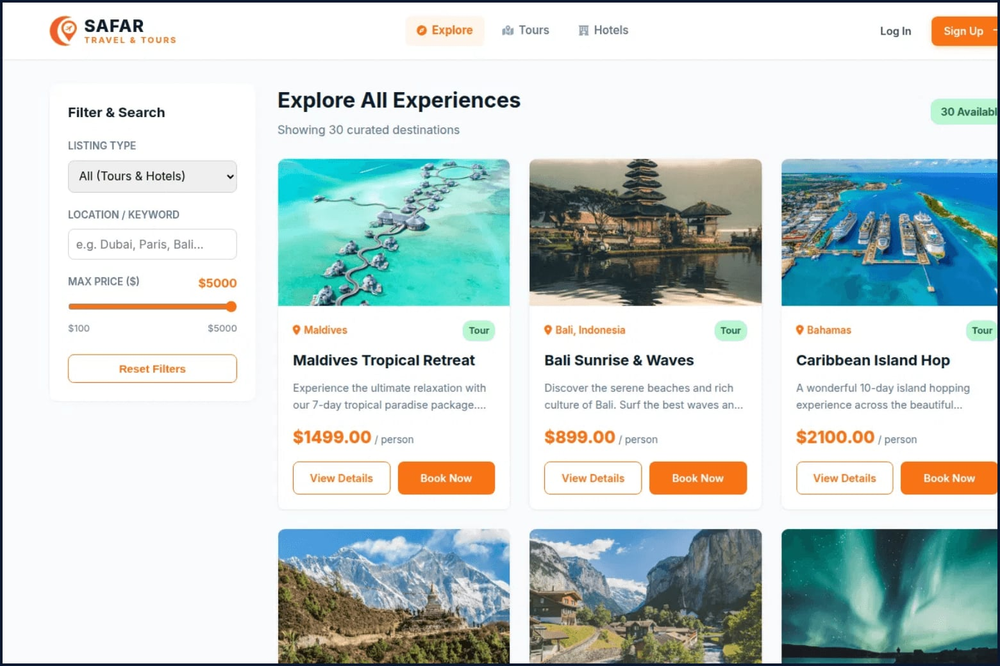 SAFAR
TRAVEL & TOURS
Explore
Tours
Hotels
Log In
Sign Up
Filter & Search
LISTING TYPE
All (Tours & Hotels)
LOCATION / KEYWORD
e.g. Dubai, Paris, Bali...
MAX PRICE ($)
$5000
$100
$5000
Reset Filters
Explore All Experiences
Showing 30 curated destinations
30 Availabl
Maldives
Tour
Maldives Tropical Retreat
Experience the ultimate relaxation with
our 7-day tropical paradise package....
$1499.00 / person
View Details
Book Now
Bali, Indonesia
Tour
Bali Sunrise & Waves
Discover the serene beaches and rich
culture of Bali. Surf the best waves an...
$899.00 / person
View Details
Book Now
Bahamas
Tour
Caribbean Island Hop
A wonderful 10-day island hopping
experience across the beautiful...
$2100.00 / person
View Details
Book Now